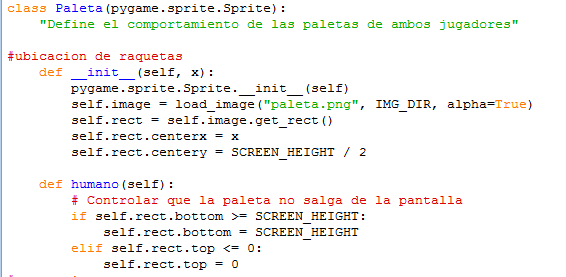 class Paleta(pygame.sprite.Sprite):
    "Define el comportamiento de las paletas de ambos jugadores"

#ubicacion de raquetas
    def __init__(self, x):
        pygame.sprite.Sprite.__init__(self)
        self.image = load_image("paleta.png", IMG_DIR, alpha=True)
        self.rect = self.image.get_rect()
        self.rect.centerx = x
        self.rect.centery = SCREEN_HEIGHT / 2

    def humano(self):
        # Controlar que la paleta no salga de la pantalla
        if self.rect.bottom >= SCREEN_HEIGHT:
            self.rect.bottom = SCREEN_HEIGHT
        elif self.rect.top <= 0:
            self.rect.top = 0